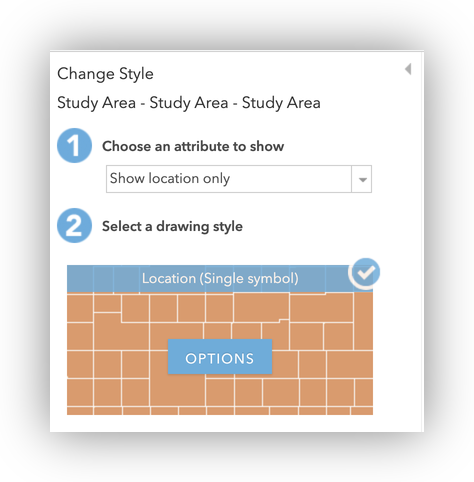 Change Style
Study Area - Study Area - Study Area
1 Choose an attribute to show
Show location only
2 Select a drawing style
Location (Single symbol)
OPTIONS